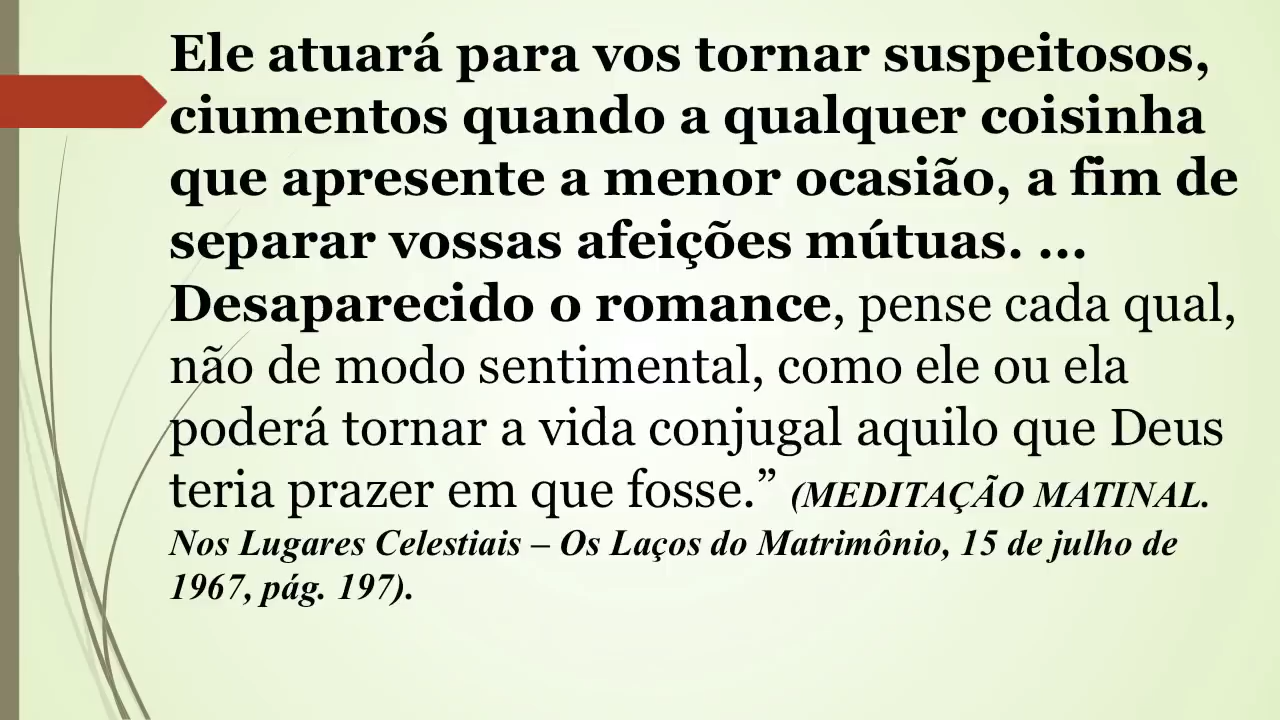 Ele atuará para vos tornar suspeitosos,
ciumentos quando a qualquer coisinha
que apresente a menor ocasião, a fim de
separar vossas afeições mútuas. ...
Desaparecido o romance, pense cada qual,
não de modo sentimental, como ele ou ela
poderá tornar a vida conjugal aquilo que Deus
teria prazer em que fosse.” (MEDITAÇÃO MATINAL.
Nos Lugares Celestiais – Os Laços do Matrimônio, 15 de julho de
1967, pág. 197).